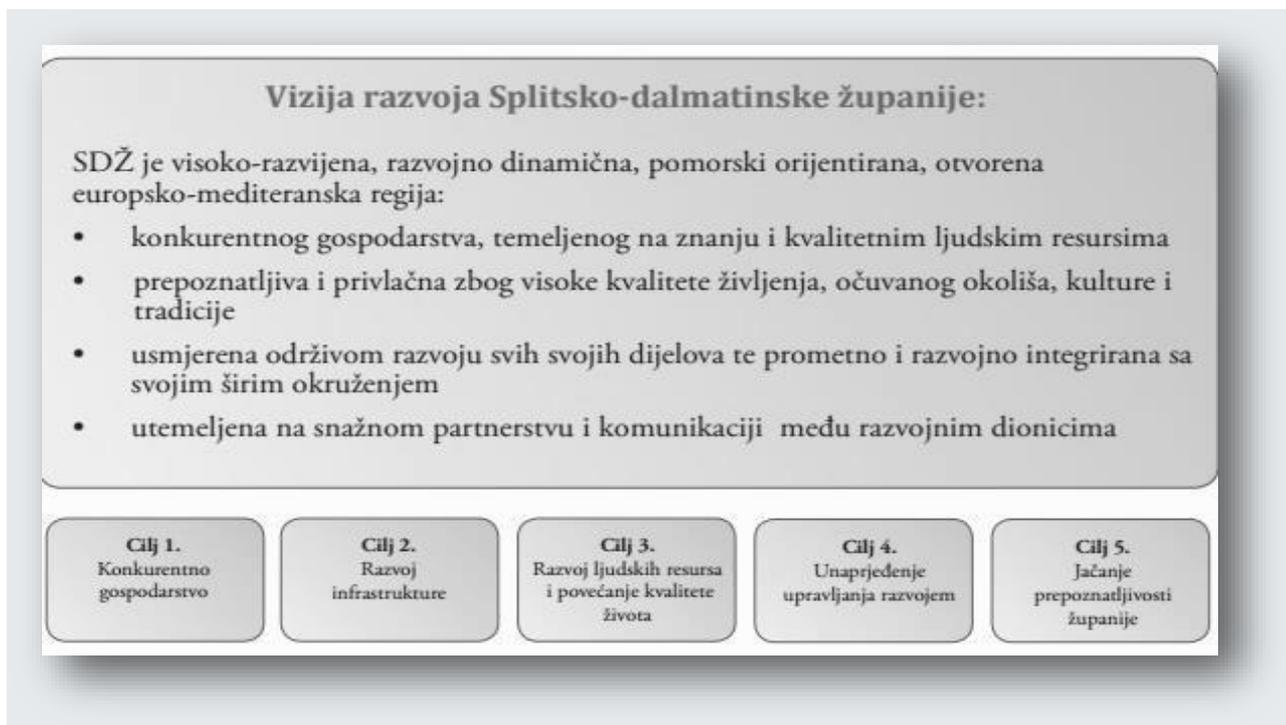 Vizija razvoja Splitsko-dalmatinske županije:
SDŽ je visoko-razvijena, razvojno dinamična, pomorski orijentirana, otvorena
europsko-mediteranska regija:
• konkurentnog gospodarstva, temeljenog na znanju i kvalitetnim ljudskim resursima
• prepoznatljiva i privlačna zbog visoke kvalitete življenja, očuvanog okoliša, kulture i
tradicije
• usmjerena održivom razvoju svih svojih dijelova te prometno i razvojno integrirana sa
svojim širim okruženjem
• utemeljena na snažnom partnerstvu i komunikaciji među razvojnim dionicima
Cilj 1.
Konkurentno
gospodarstvo
Cilj 2.
Razvoj
infrastrukture
Cilj 3.
Razvoj ljudskih resursa
i povećanje kvalitete
života
Cilj 4.
Unaprjeđenje
upravljanja razvojem
Cilj 5.
Jačanje
prepoznatljivosti
županije